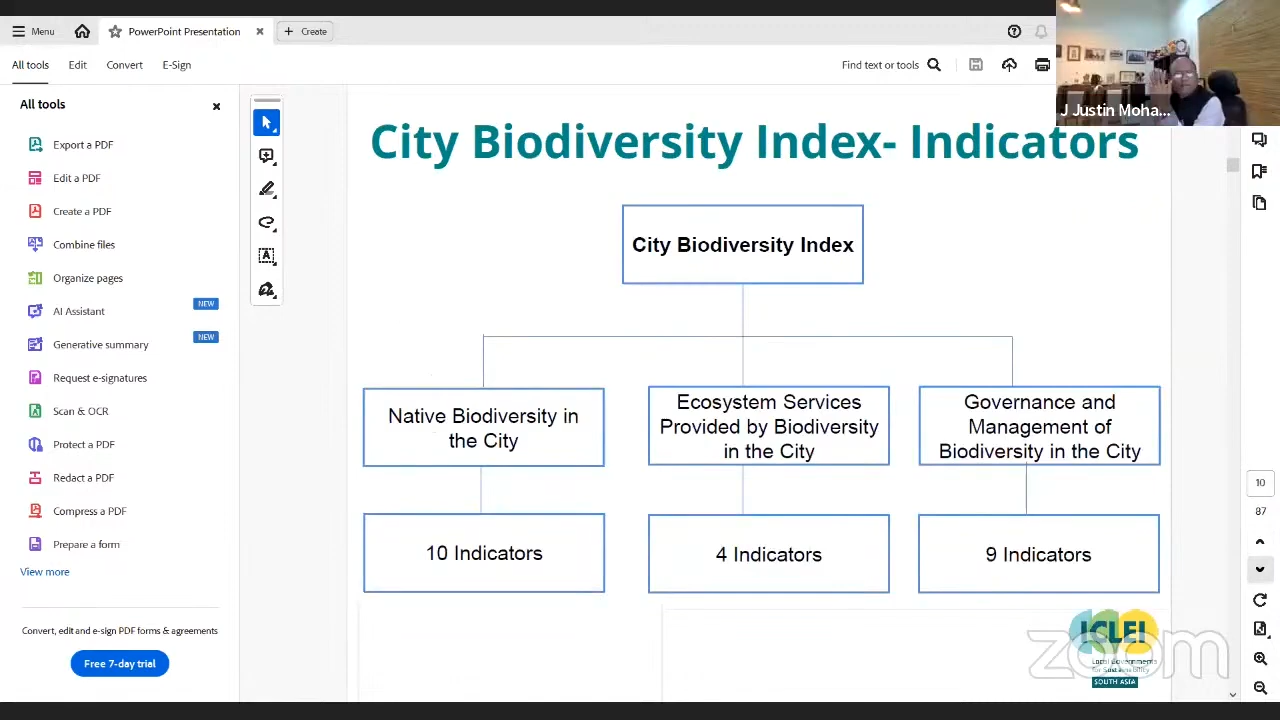 Menu
PowerPoint Presentation
Create
All tools
Edit
Convert
E-Sign
Find text or tools
J Justin Moha...
All tools
Export a PDF
Edit a PDF
Create a PDF
Combine files
Organize pages
AI Assistant
NEW
Generative summary
NEW
Request e-signatures
Scan & OCR
Protect a PDF
Redact a PDF
Compress a PDF
Prepare a form
View more
Convert, edit and e-sign PDF forms & agreements
Free 7-day trial
City Biodiversity Index- Indicators
City Biodiversity Index
Native Biodiversity in
the City
Ecosystem Services
Provided by Biodiversity
in the City
Governance and
Management of
Biodiversity in the City
10 Indicators
4 Indicators
9 Indicators
10
87
ICLEI
Local Governments
for Sustainability
SOUTH ASIA
zoom